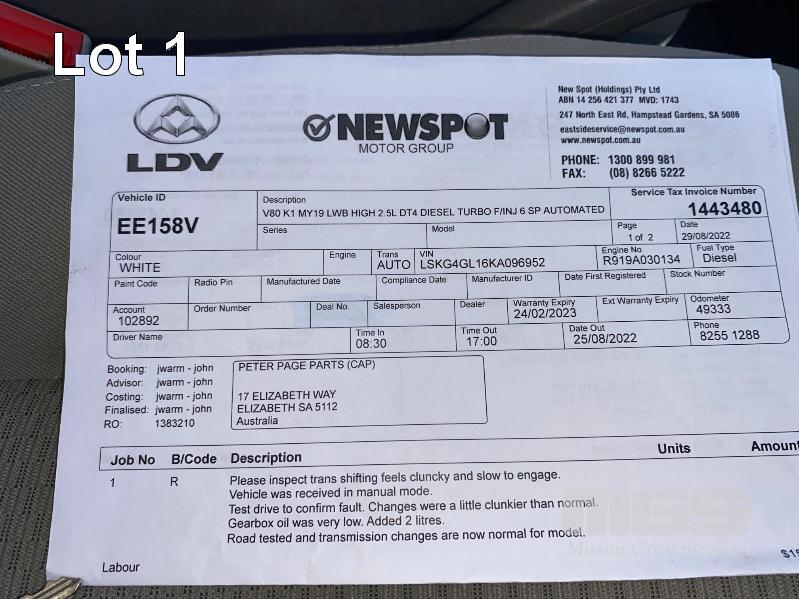 Lot 1
LDV
NEWSPOT
MOTOR GROUP
New Spot (Holdings) Pty Ltd
ABN 14 256 421 377 MVD: 1743
247 North East Rd, Hampstead Gardens, SA 5086
eastsideservice@newspot.com.au
www.newspot.com.au
PHONE: 1300 899 981
FAX: (08) 8266 5222
Vehicle ID
EE158V
Description
V80 K1 MY19 LWB HIGH 2.5L DT4 DIESEL TURBO F/INJ 6 SP AUTOMATED
Service Tax Invoice Number
1443480
Series
Model
Page
1 of 2
Date
29/08/2022
Colour
WHITE
Engine
Trans
AUTO
VIN
LSKG4GL16KA096952
Engine No.
R919A030134
Fuel Type
Diesel
Paint Code
Radio Pin
Manufactured Date
Compliance Date
Manufacturer ID
Date First Registered
Stock Number
Account
102892
Order Number
Deal No.
Salesperson
Dealer
Warranty Expiry
24/02/2023
Ext Warranty Expiry
Odometer
49333
Driver Name
Time In
08:30
Time Out
17:00
Date Out
25/08/2022
Phone
8255 1288
Booking: jwarm - john
Advisor: jwarm - john
Costing: jwarm - john
Finalised: jwarm - john
RO: 1383210
PETER PAGE PARTS (CAP)
17 ELIZABETH WAY
ELIZABETH SA 5112
Australia
Job No B/Code Description Units Amount
1 R Please inspect trans shifting feels cluncky and slow to engage.
Vehicle was received in manual mode.
Test drive to confirm fault. Changes were a little clunkier than normal.
Gearbox oil was very low. Added 2 litres.
Road tested and transmission changes are now normal for model.
Labour
MGS
Mason Gray Strange